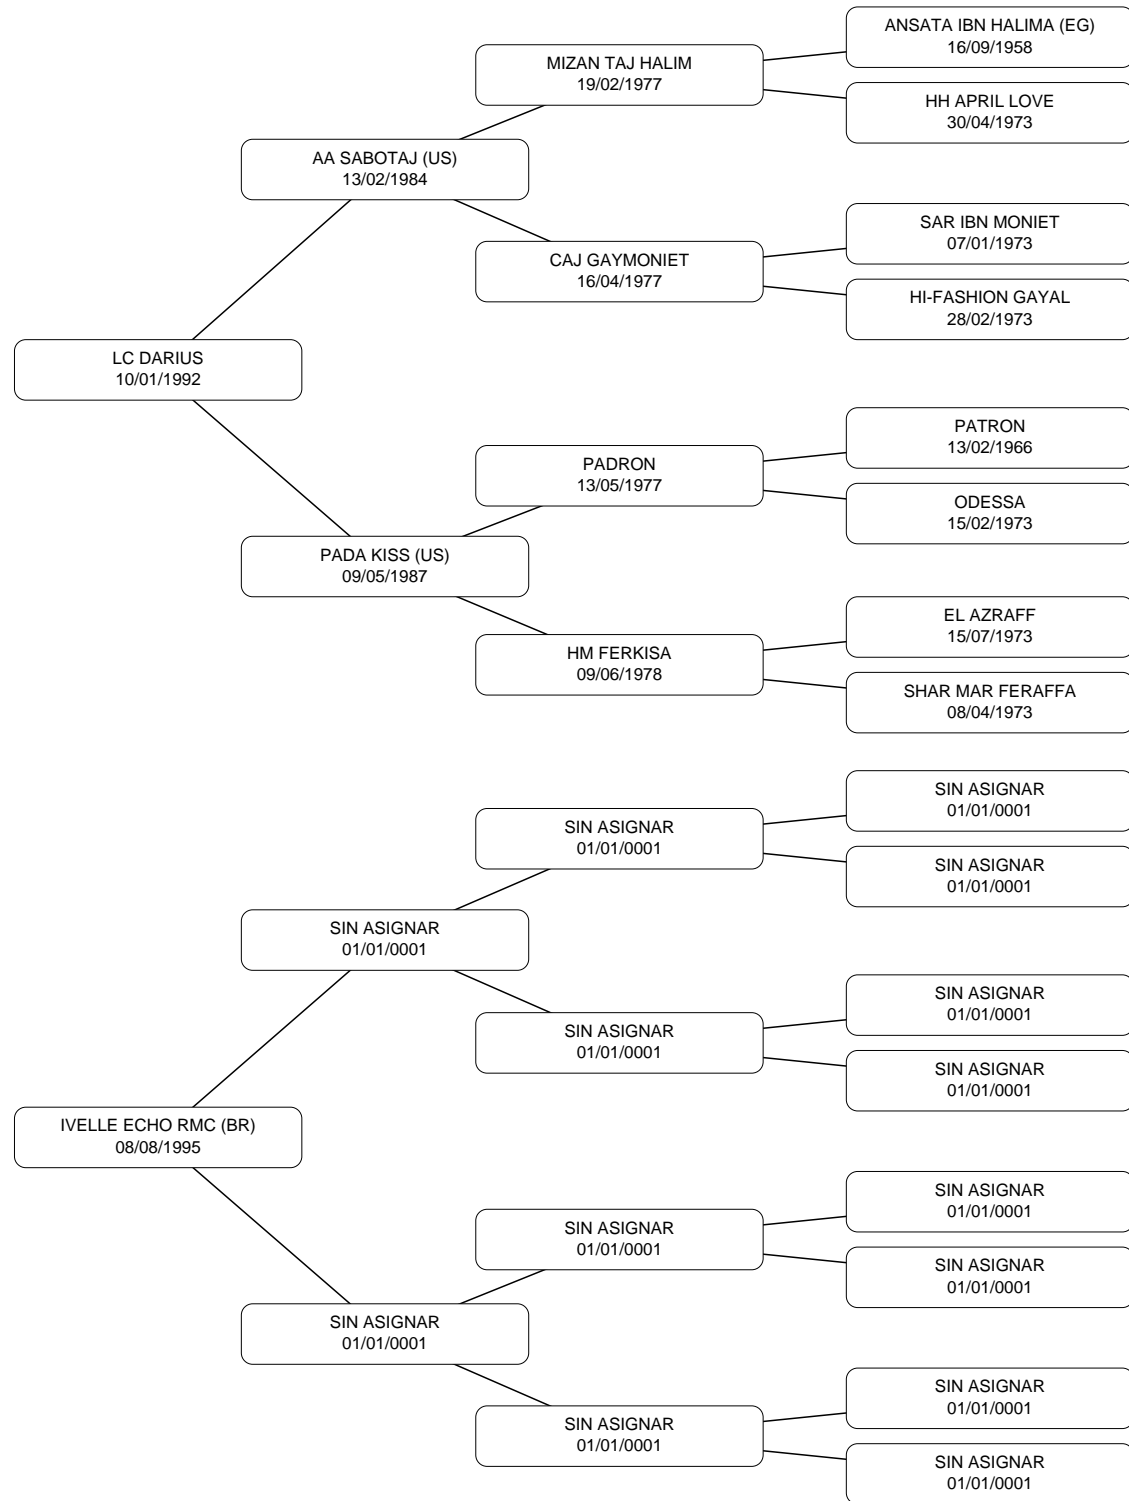 ANSATA IBN HALIMA (EG)
16/09/1958
MIZAN TAJ HALIM
19/02/1977
HH APRIL LOVE
30/04/1973
AA SABOTAJ (US)
13/02/1984
SAR IBN MONIET
07/01/1973
CAJ GAYMONIET
16/04/1977
HI-FASHION GAYAL
28/02/1973
LC DARIUS
10/01/1992
PATRON
13/02/1966
PADRON
13/05/1977
ODESSA
15/02/1973
PADA KISS (US)
09/05/1987
EL AZRAFF
15/07/1973
HM FERKISA
09/06/1978
SHAR MAR FERAFFA
08/04/1973
SIN ASIGNAR
01/01/0001
SIN ASIGNAR
01/01/0001
SIN ASIGNAR
01/01/0001
SIN ASIGNAR
01/01/0001
SIN ASIGNAR
01/01/0001
SIN ASIGNAR
01/01/0001
SIN ASIGNAR
01/01/0001
IVELLE ECHO RMC (BR)
08/08/1995
SIN ASIGNAR
01/01/0001
SIN ASIGNAR
01/01/0001
SIN ASIGNAR
01/01/0001
SIN ASIGNAR
01/01/0001
SIN ASIGNAR
01/01/0001
SIN ASIGNAR
01/01/0001
SIN ASIGNAR
01/01/0001